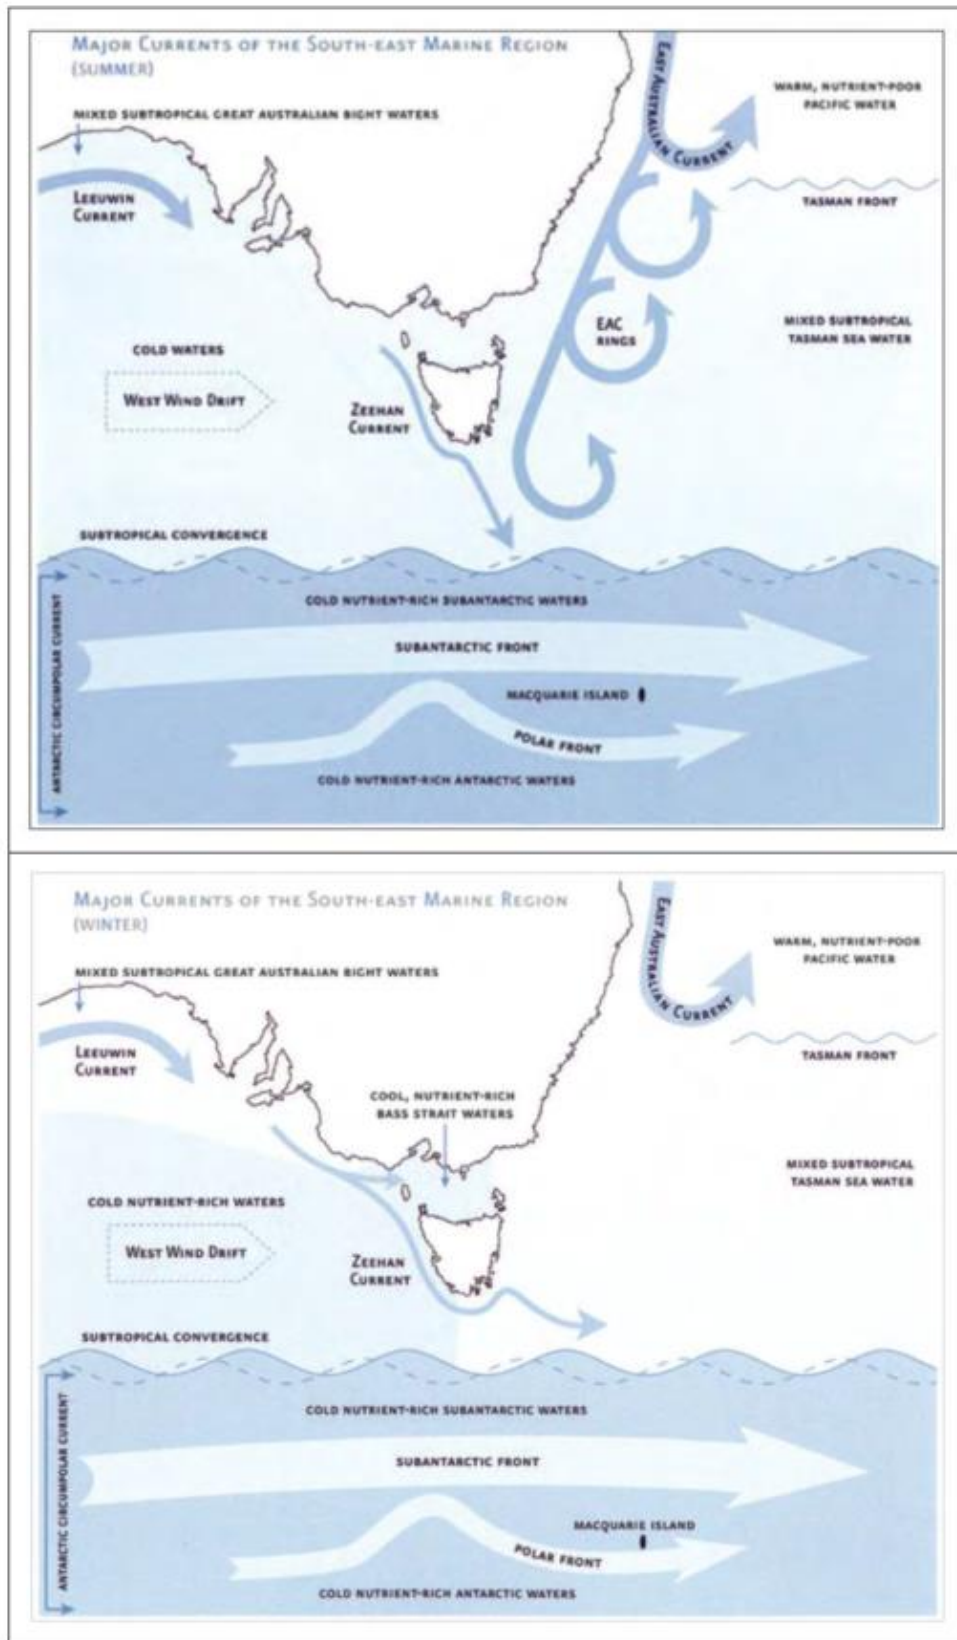 MAJOR CURRENTS OF THE SOUTH-EAST MARINE REGION
(SUMMER)
MIXED SUBTROPICAL GREAT AUSTRALIAN BIGHT WATERS
EAST AUSTRALIAN CURRENT
WARM, NUTRIENT-POOR
PACIFIC WATER
LEEUWIN
CURRENT
TASMAN FRONT
EAC
RINGS
MIXED SUBTROPICAL
TASMAN SEA WATER
COLD WATERS
WEST WIND DRIFT
ZEEHAN
CURRENT
SUBTROPICAL CONVERGENCE
ANTARCTIC CIRCUMPOLAR CURRENT
COLD NUTRIENT-RICH SUBANTARCTIC WATERS
SUBANTARCTIC FRONT
MACQUARIE ISLAND
POLAR FRONT
COLD NUTRIENT-RICH ANTARCTIC WATERS
MAJOR CURRENTS OF THE SOUTH-EAST MARINE REGION
(WINTER)
MIXED SUBTROPICAL GREAT AUSTRALIAN BIGHT WATERS
EAST AUSTRALIAN CURRENT
WARM, NUTRIENT-POOR
PACIFIC WATER
LEEUWIN
CURRENT
TASMAN FRONT
COOL, NUTRIENT-RICH
BASS STRAIT WATERS
MIXED SUBTROPICAL
TASMAN SEA WATER
COLD NUTRIENT-RICH WATERS
WEST WIND DRIFT
ZEEHAN
CURRENT
SUBTROPICAL CONVERGENCE
ANTARCTIC CIRCUMPOLAR CURRENT
COLD NUTRIENT-RICH SUBANTARCTIC WATERS
SUBANTARCTIC FRONT
MACQUARIE ISLAND
POLAR FRONT
COLD NUTRIENT-RICH ANTARCTIC WATERS